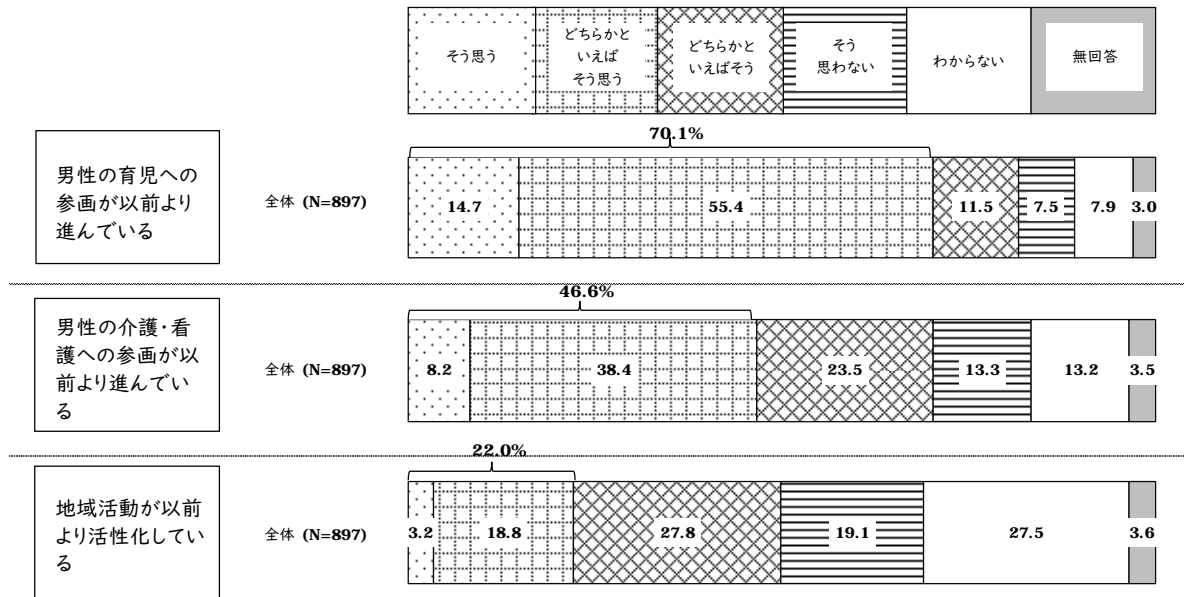 そう思う
どちらかと
いえば
そう思う
どちらかと
いえばそう
そう
思わない
わからない
無回答
70.1%
男性の育児への
参画が以前より
進んでいる
全体 (N=897)
14.7
55.4
11.5
7.5
7.9
3.0
46.6%
男性の介護・看
護への参画が以
前より進んでい
る
全体 (N=897)
8.2
38.4
23.5
13.3
13.2
3.5
22.0%
地域活動が以前
より活性化してい
る
全体 (N=897)
3.2
18.8
27.8
19.1
27.5
3.6